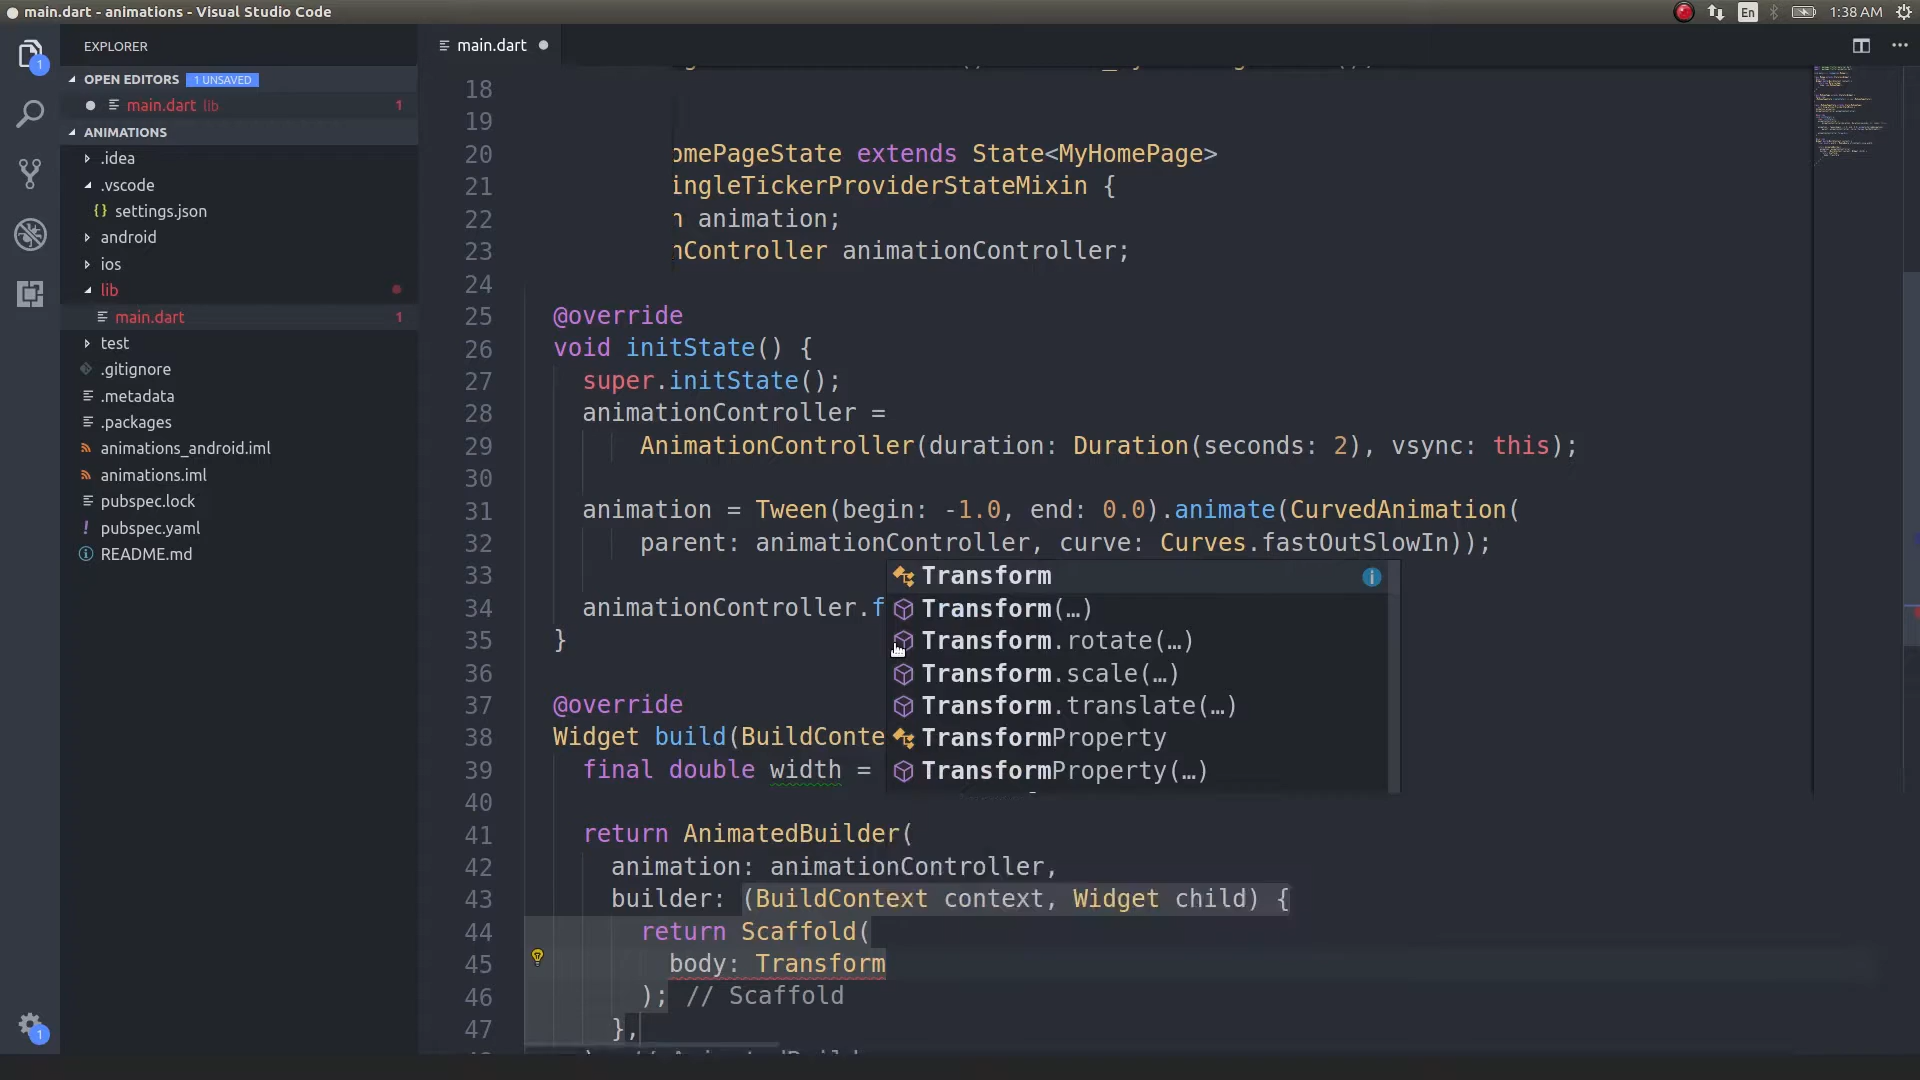 main.dart - animations - Visual Studio Code
En
1:38 AM
EXPLORER
1
OPEN EDITORS 1 UNSAVED
main.dart lib 1
ANIMATIONS
.idea
.vscode
{} settings.json
android
ios
lib
main.dart 1
test
.gitignore
.metadata
.packages
animations_android.iml
animations.iml
pubspec.lock
! pubspec.yaml
README.md
1
main.dart
18
19
20 omePageState extends State<MyHomePage>
21 ingleTickerProviderStateMixin {
22 n animation;
23 nController animationController;
24
25 @override
26 void initState() {
27 super.initState();
28 animationController =
29 AnimationController(duration: Duration(seconds: 2), vsync: this);
30
31 animation = Tween(begin: -1.0, end: 0.0).animate(CurvedAnimation(
32 parent: animationController, curve: Curves.fastOutSlowIn));
33
34 animationController.f
35 }
36
37 @override
38 Widget build(BuildConte
39 final double width =
40
41 return AnimatedBuilder(
42 animation: animationController,
43 builder: (BuildContext context, Widget child) {
44 return Scaffold(
45 body: Transform
46 ); // Scaffold
47 },
Transform
Transform(…)
Transform.rotate(…)
Transform.scale(…)
Transform.translate(…)
TransformProperty
TransformProperty(…)